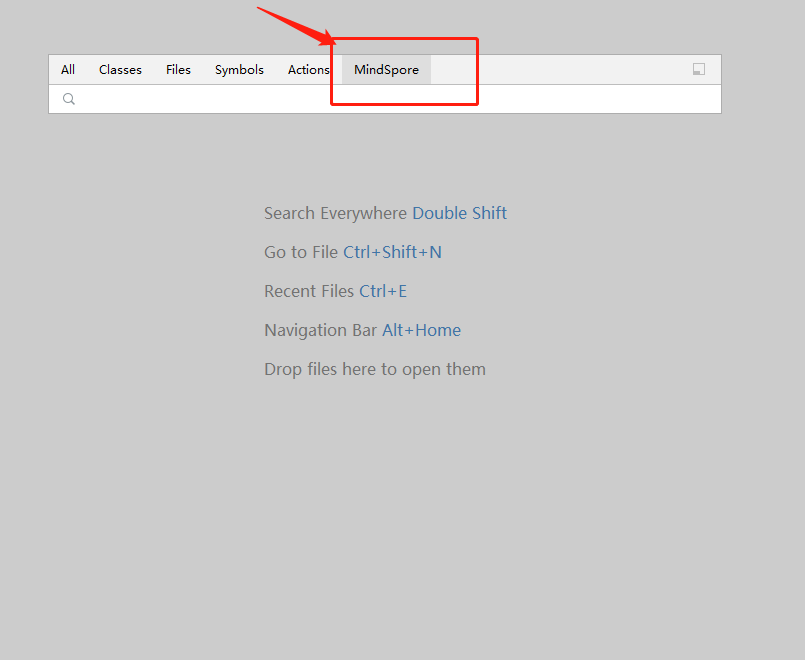 All Classes Files Symbols Actions MindSpore
Search Everywhere Double Shift
Go to File Ctrl+Shift+N
Recent Files Ctrl+E
Navigation Bar Alt+Home
Drop files here to open them